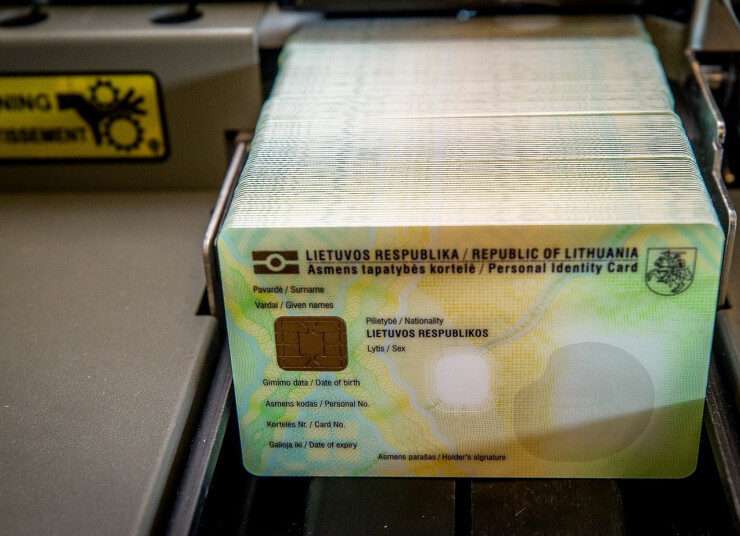 NING
TISSEMENT
LIETUVOS RESPUBLIKA / REPUBLIC OF LITHUANIA
Asmens tapatybės kortelė / Personal Identity Card
Pavardė / Surname
Vardai / Given names
Pilietybė / Nationality
LIETUVOS RESPUBLIKOS
Lytis / Sex
Gimimo data / Date of birth
Asmens kodas / Personal No.
Kortelės Nr. / Card No.
Galioja iki / Date of expiry
Asmens parašas / Holder's signature